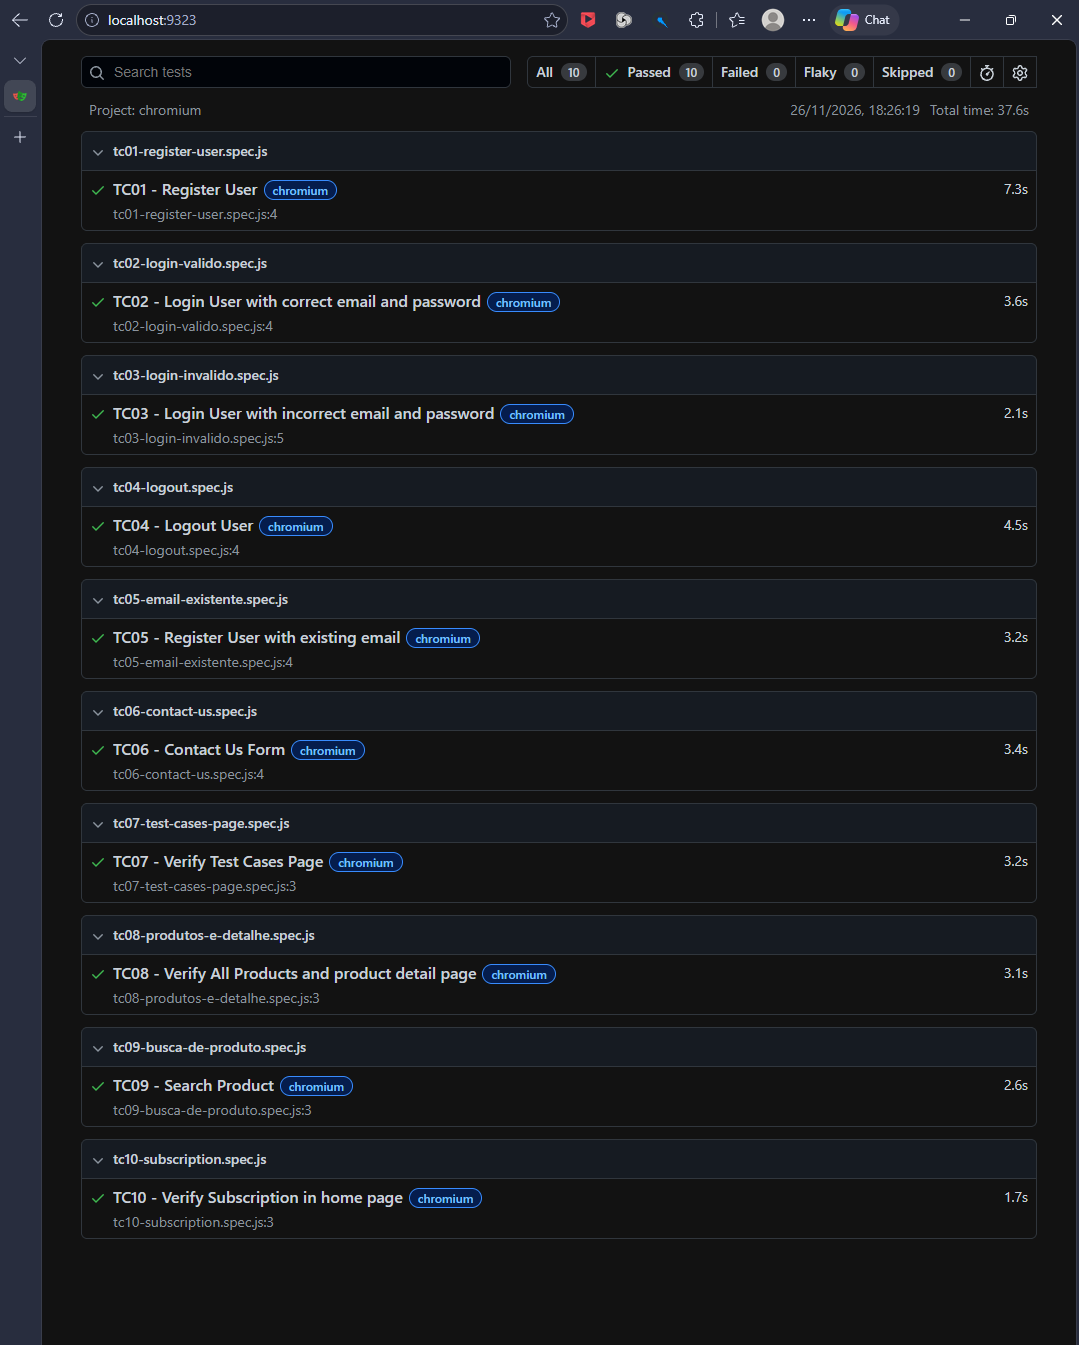 localhost:9323
Chat
Search tests
All 10
Passed 10
Failed 0
Flaky 0
Skipped 0
Project: chromium
26/11/2026, 18:26:19 Total time: 37.6s
tc01-register-user.spec.js
TC01 - Register User chromium 7.3s
tc01-register-user.spec.js:4
tc02-login-valido.spec.js
TC02 - Login User with correct email and password chromium 3.6s
tc02-login-valido.spec.js:4
tc03-login-invalido.spec.js
TC03 - Login User with incorrect email and password chromium 2.1s
tc03-login-invalido.spec.js:5
tc04-logout.spec.js
TC04 - Logout User chromium 4.5s
tc04-logout.spec.js:4
tc05-email-existente.spec.js
TC05 - Register User with existing email chromium 3.2s
tc05-email-existente.spec.js:4
tc06-contact-us.spec.js
TC06 - Contact Us Form chromium 3.4s
tc06-contact-us.spec.js:4
tc07-test-cases-page.spec.js
TC07 - Verify Test Cases Page chromium 3.2s
tc07-test-cases-page.spec.js:3
tc08-produtos-e-detalhe.spec.js
TC08 - Verify All Products and product detail page chromium 3.1s
tc08-produtos-e-detalhe.spec.js:3
tc09-busca-de-produto.spec.js
TC09 - Search Product chromium 2.6s
tc09-busca-de-produto.spec.js:3
tc10-subscription.spec.js
TC10 - Verify Subscription in home page chromium 1.7s
tc10-subscription.spec.js:3